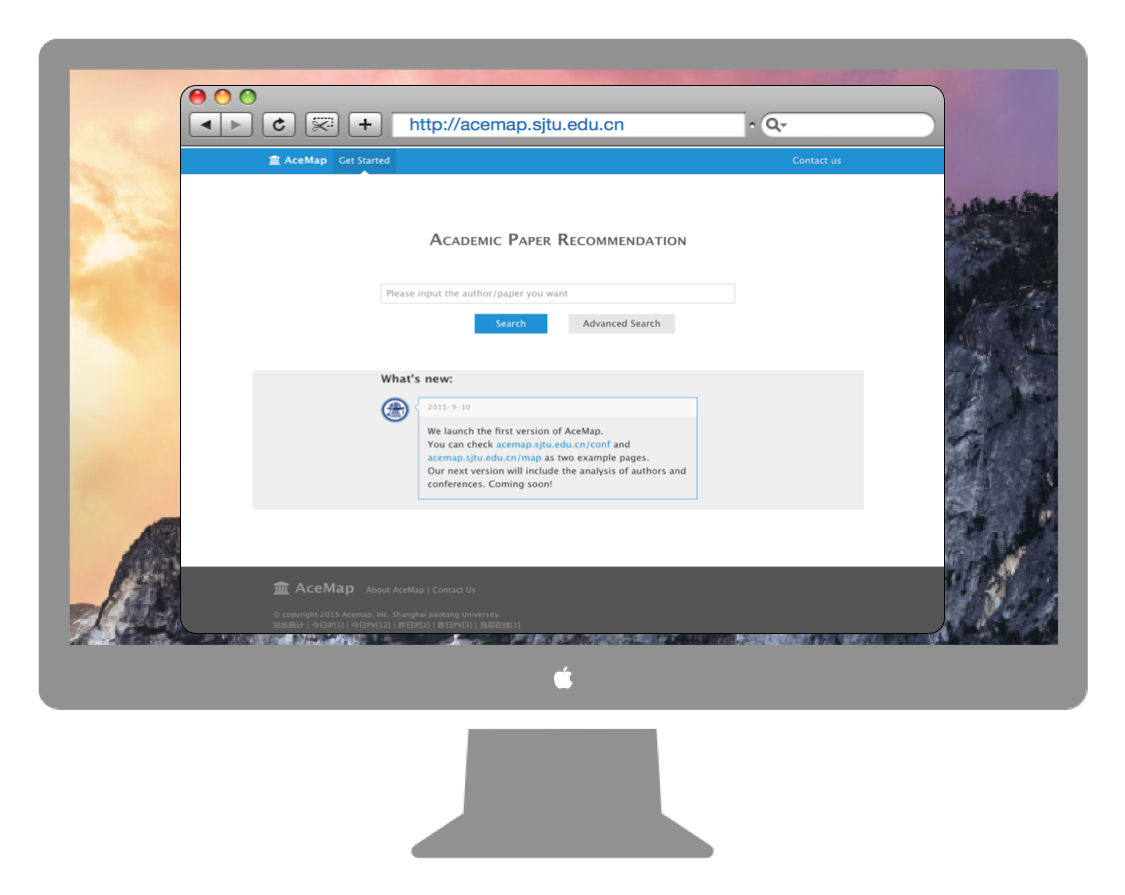 http://acemap.sjtu.edu.cn
AceMap Get Started Contact us
Academic Paper Recommendation
Please input the author/paper you want
Search Advanced Search
What's new:
2015-9-10
We launch the first version of AceMap.
You can check acemap.sjtu.edu.cn/conf and
acemap.sjtu.edu.cn/map as two example pages.
Our next version will include the analysis of authors and
conferences. Coming soon!
AceMap About AceMap | Contact Us
© copyright 2015 Acemap, Inc. Shanghai Jiaotong University.
站长统计 | 今日IP[3] | 今日PV[12] | 昨日IP[2] | 昨日PV[3] | 当前在线[1]